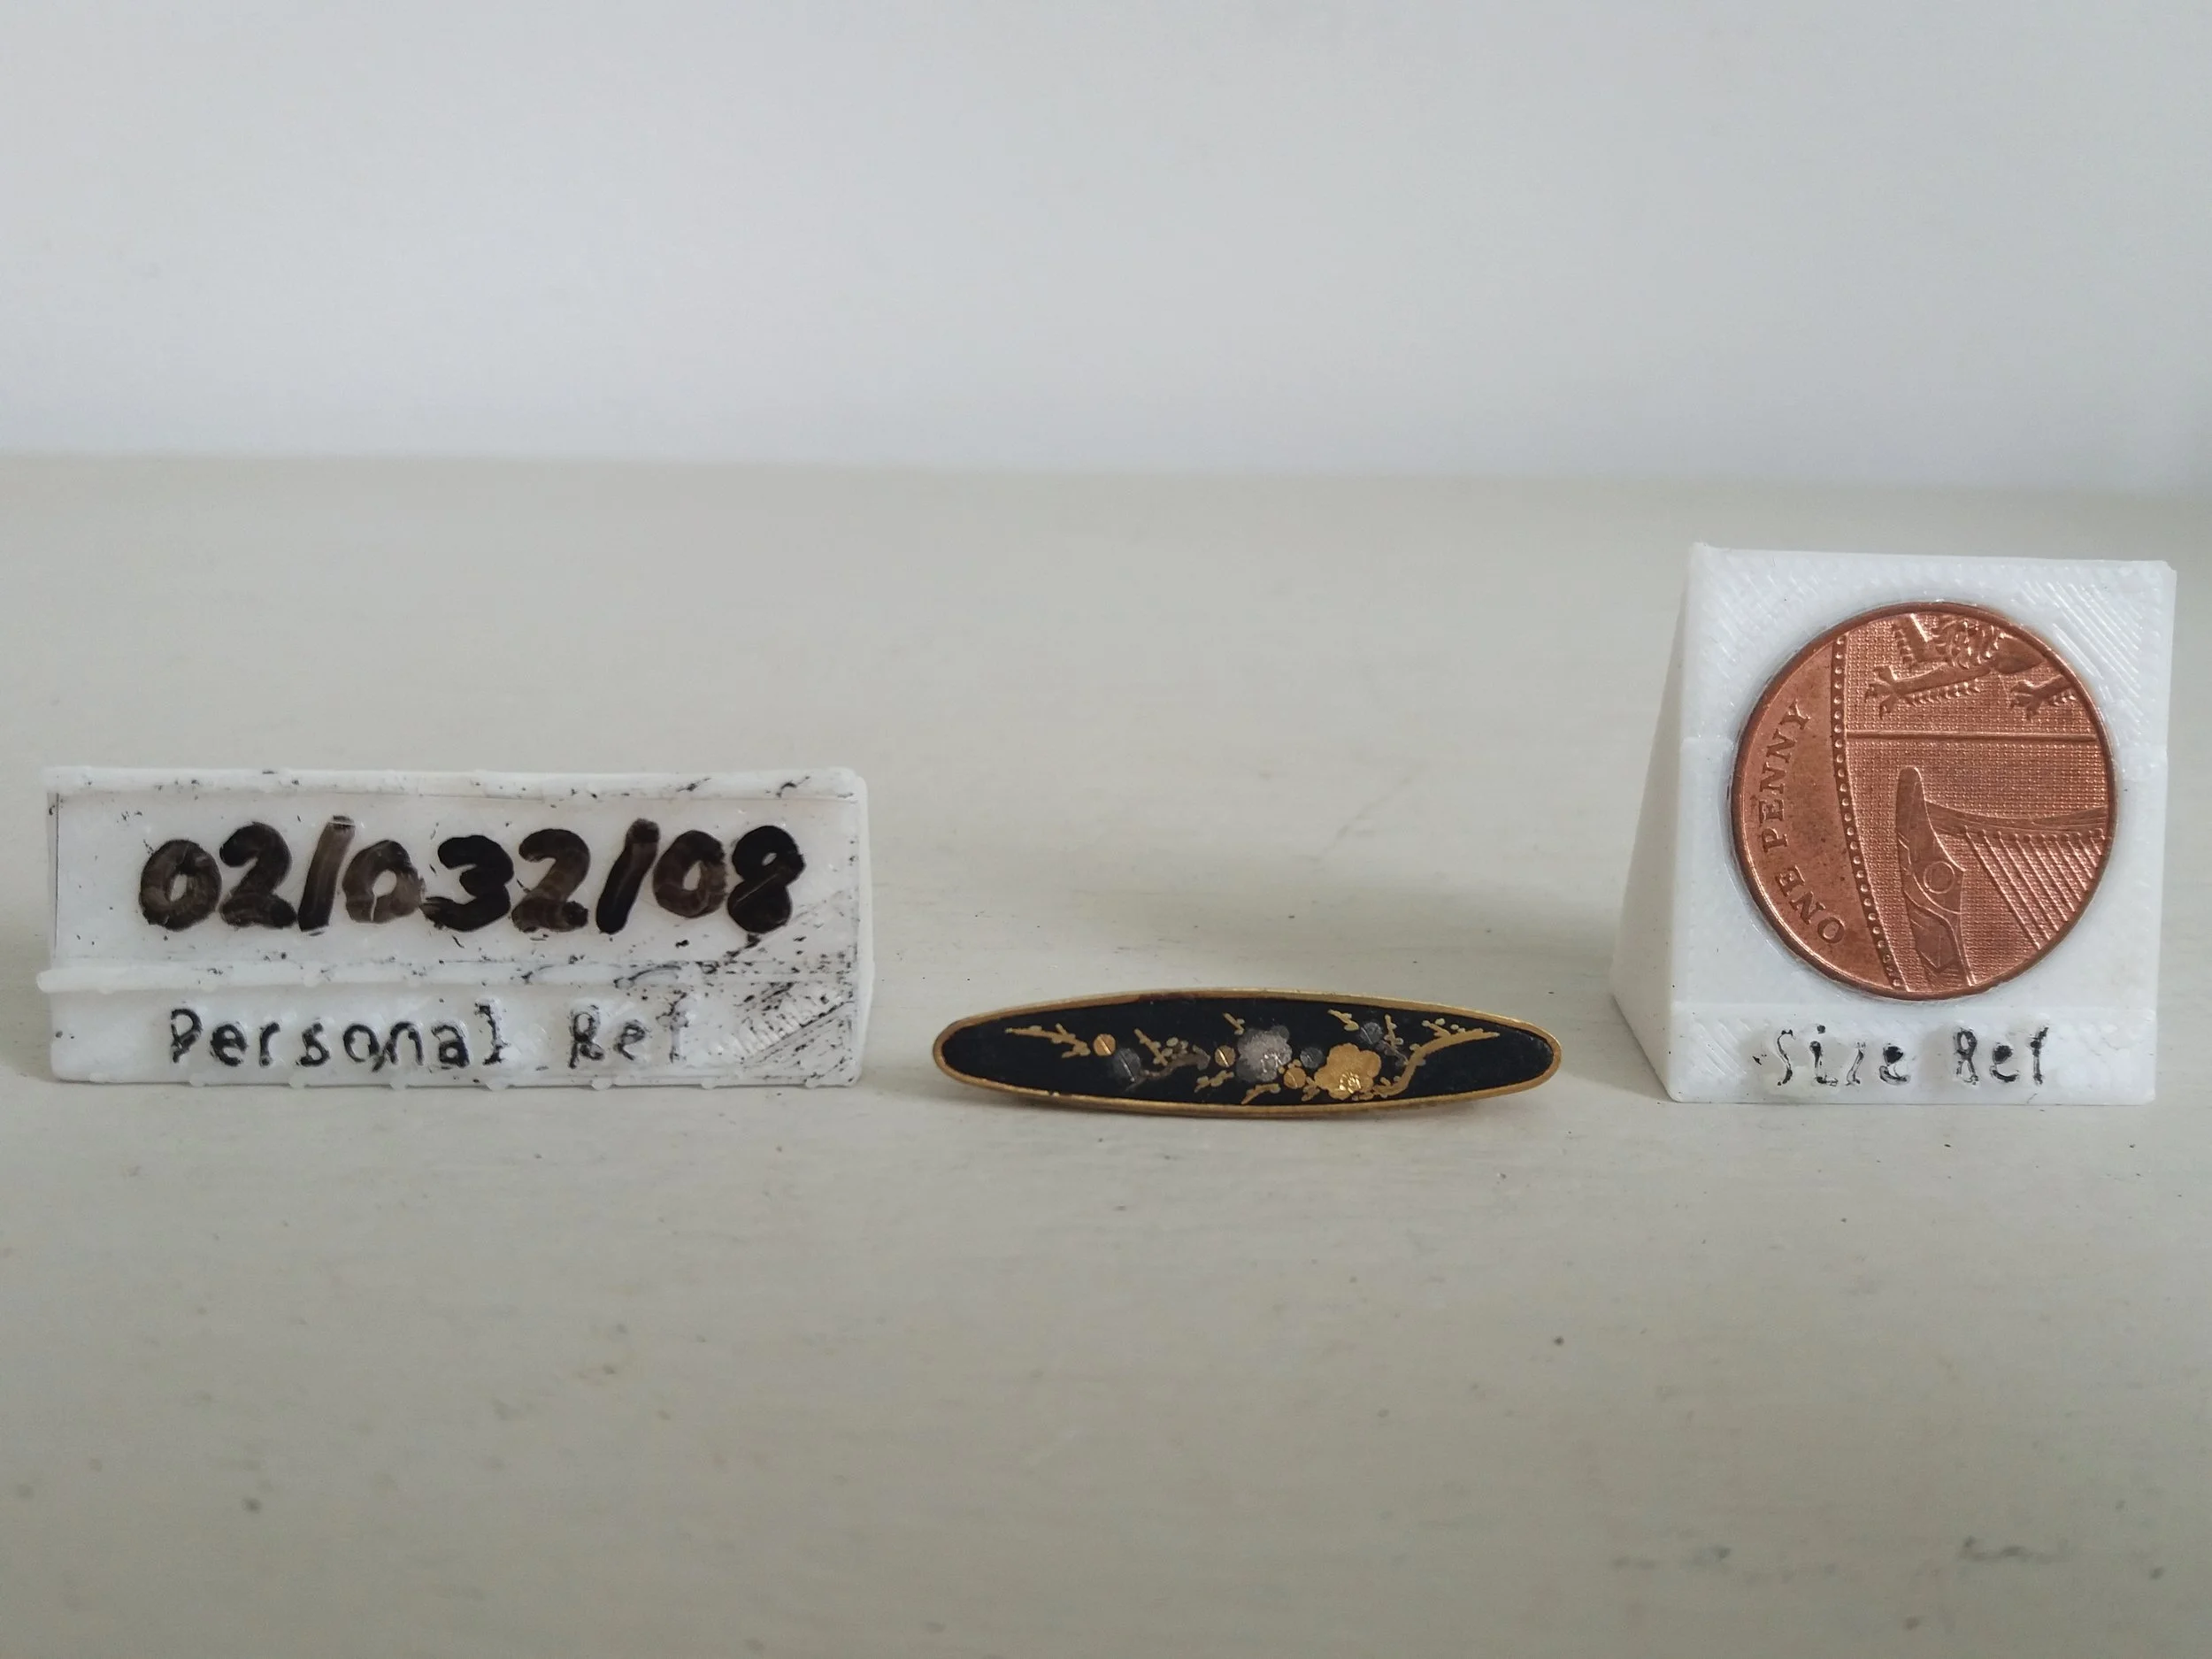 02/032/08
Personal Ref
ONE PENNY
Size Ref